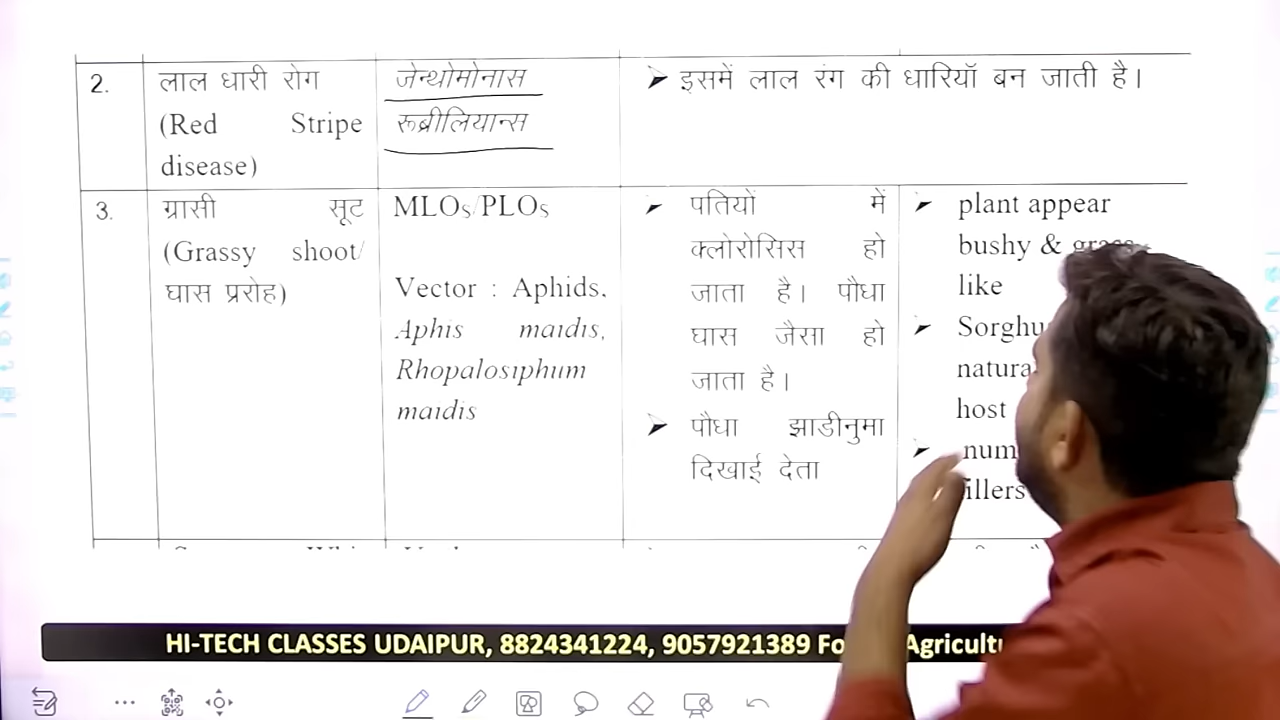 2.
लाल धारी रोग
(Red Stripe
disease)
जेन्थोमोनास
रूब्रीलियान्स
➤ इसमें लाल रंग की धारियॉ बन जाती है।
3.
ग्रासी सूट
(Grassy shoot/
घास प्ररोह)
MLOs/PLOs
Vector : Aphids,
Aphis maidis,
Rhopalosiphum
maidis
➤ पतियों में
क्लोरोसिस हो
जाता है। पौधा
घास जैसा हो
जाता है।
➤ पौधा झाडीनुमा
दिखाई देता
➤ plant appear
bushy &
like
➤
host
➤
HI-TECH CLASSES UDAIPUR, 8824341224, 9057921389